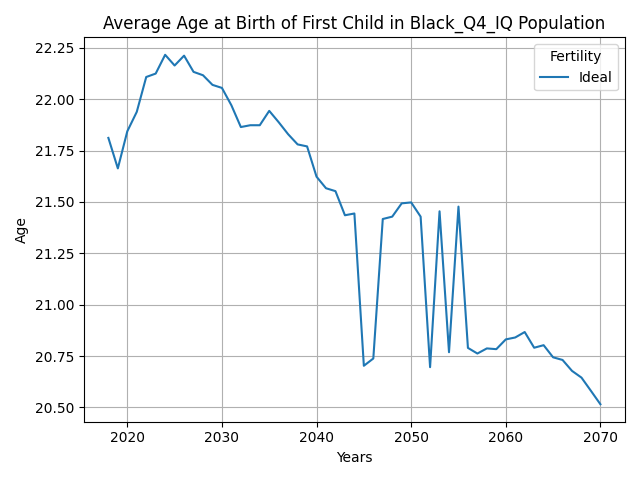 Average Age at Birth of First Child in Black_Q4_IQ Population
Fertility
Ideal
Age
22.25
22.00
21.75
21.50
21.25
21.00
20.75
20.50
2020 2030 2040 2050 2060 2070
Years